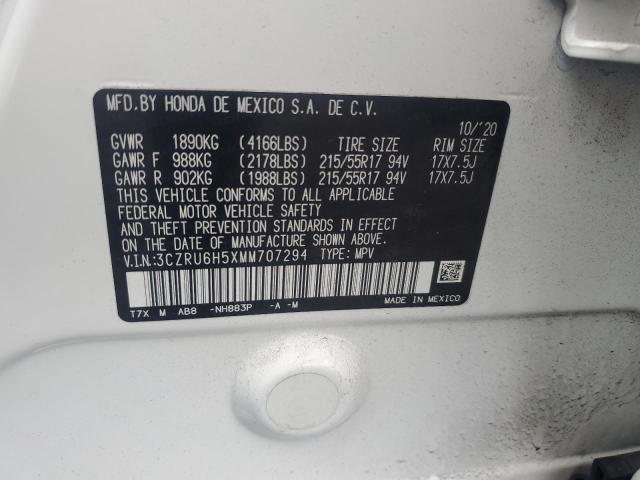 MFD.BY HONDA DE MEXICO S.A. DE C.V.
10/'20
GVWR 1890KG (4166LBS) TIRE SIZE RIM SIZE
GAWR F 988KG (2178LBS) 215/55R17 94V 17X7.5J
GAWR R 902KG (1988LBS) 215/55R17 94V 17X7.5J
THIS VEHICLE CONFORMS TO ALL APPLICABLE
FEDERAL MOTOR VEHICLE SAFETY
AND THEFT PREVENTION STANDARDS IN EFFECT
ON THE DATE OF MANUFACTURE SHOWN ABOVE.
V.I.N:3CZRU6H5XMM707294 TYPE: MPV
T7X M AB8 -NH883P -A -M
MADE IN MEXICO